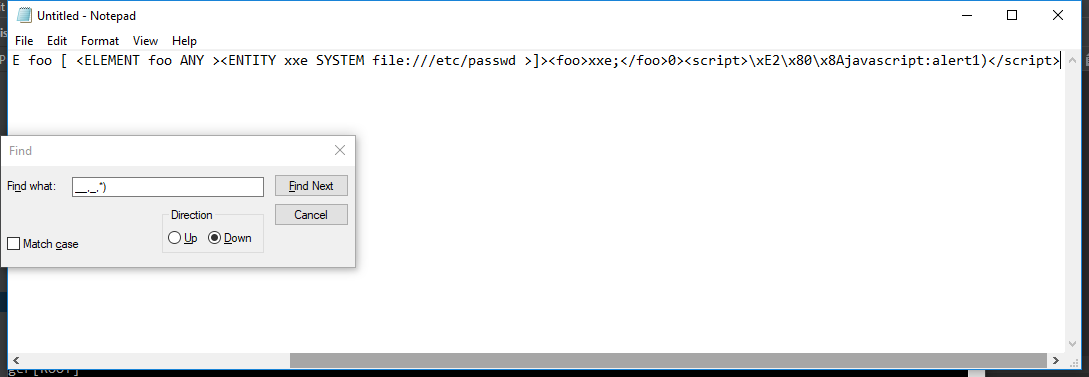 Untitled - Notepad
File Edit Format View Help
E foo [ <ELEMENT foo ANY ><ENTITY xxe SYSTEM file:///etc/passwd >]><foo>xxe;</foo>0><script>\xE2\x80\x8Ajavascript:alert1)</script>
Find
Find what: __,_,*)
Find Next
Cancel
Direction
Up Down
Match case